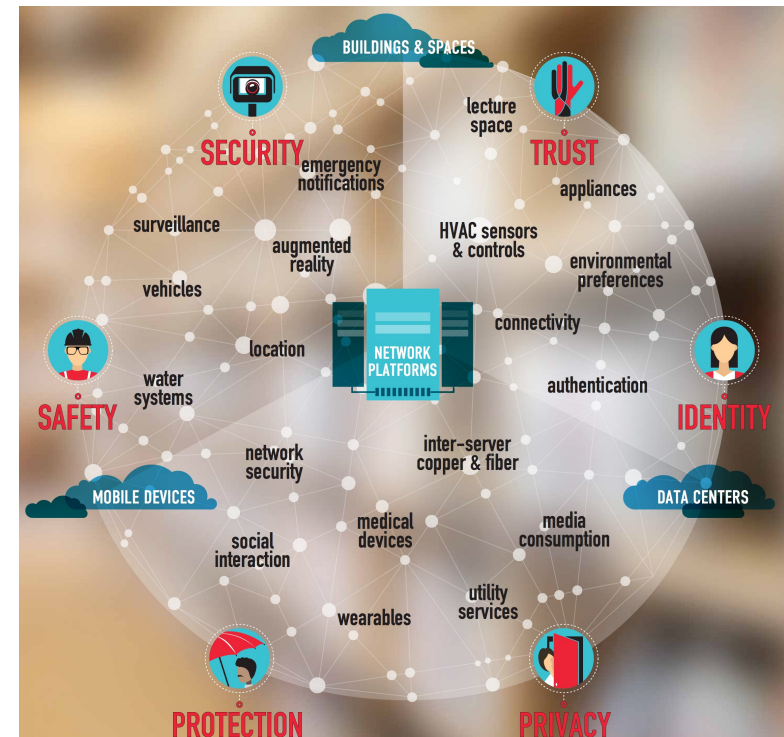 BUILDINGS & SPACES
SECURITY
TRUST
lecture
space
emergency
notifications
appliances
surveillance
HVAC sensors
& controls
augmented
reality
environmental
preferences
vehicles
connectivity
location
NETWORK
PLATFORMS
water
systems
authentication
SAFETY
IDENTITY
network
security
inter-server
copper & fiber
MOBILE DEVICES
DATA CENTERS
social
interaction
medical
devices
media
consumption
wearables
utility
services
PROTECTION
PRIVACY